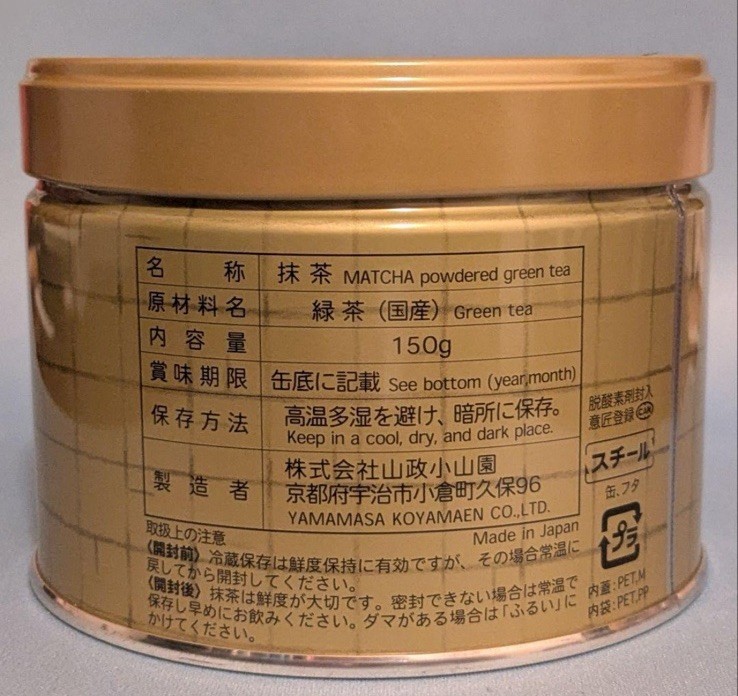 名称 抹茶 MATCHA powdered green tea
原材料名 緑茶(国産) Green tea
内容量 150g
賞味期限 缶底に記載 See bottom (year,month)
保存方法 高温多湿を避け、暗所に保存。
Keep in a cool, dry, and dark place.
製造者 株式会社山政小山園
京都府宇治市小倉町久保96
YAMAMASA KOYAMAEN CO.,LTD.
Made in Japan
取扱上の注意
〈開封前〉冷蔵保存は鮮度保持に有効ですが、その場合常温に
戻してから開封してください。
〈開封後〉抹茶は鮮度が大切です。密封できない場合は常温で
保存し早めにお飲みください。ダマがある場合は「ふるい」に
かけてください。
脱酸素剤封入
意匠登録
スチール
缶、フタ
プラ
内蓋:PET,M
内袋:PET,PP